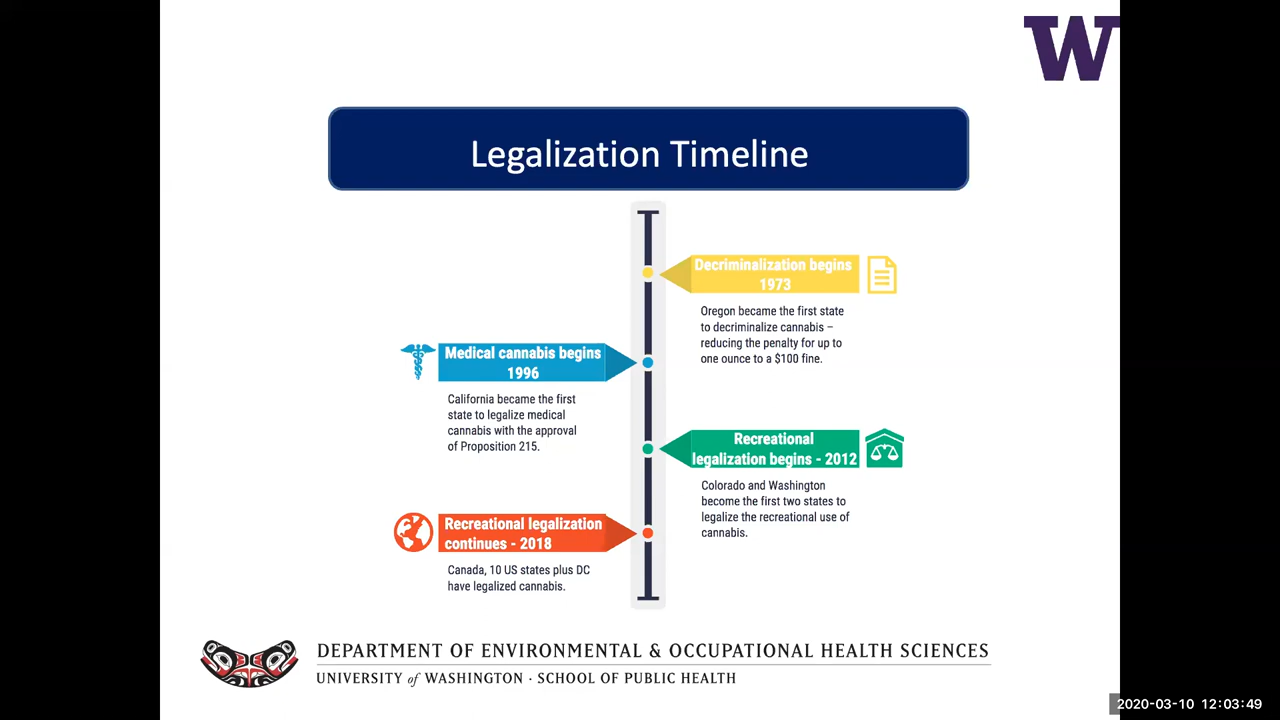 W
Legalization Timeline
Decriminalization begins
1973
Oregon became the first state
to decriminalize cannabis –
reducing the penalty for up to
one ounce to a $100 fine.
Medical cannabis begins
1996
California became the first
state to legalize medical
cannabis with the approval
of Proposition 215.
Recreational
legalization begins - 2012
Colorado and Washington
become the first two states to
legalize the recreational use of
cannabis.
Recreational legalization
continues - 2018
Canada, 10 US states plus DC
have legalized cannabis.
DEPARTMENT OF ENVIRONMENTAL & OCCUPATIONAL HEALTH SCIENCES
UNIVERSITY of WASHINGTON · SCHOOL OF PUBLIC HEALTH
2020-03-10 12:03:49